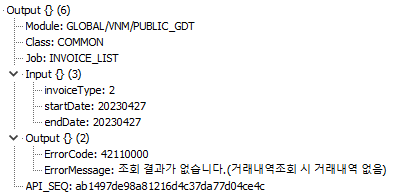 Output {} (6)
Module: GLOBAL/VNM/PUBLIC_GDT
Class: COMMON
Job: INVOICE_LIST
Input {} (3)
invoiceType: 2
startDate: 20230427
endDate: 20230427
Output {} (2)
ErrorCode: 42110000
ErrorMessage: 조회 결과가 없습니다.(거래내역조회 시 거래내역 없음)
API_SEQ: ab1497de98a81216d4c37da77d04ce4c